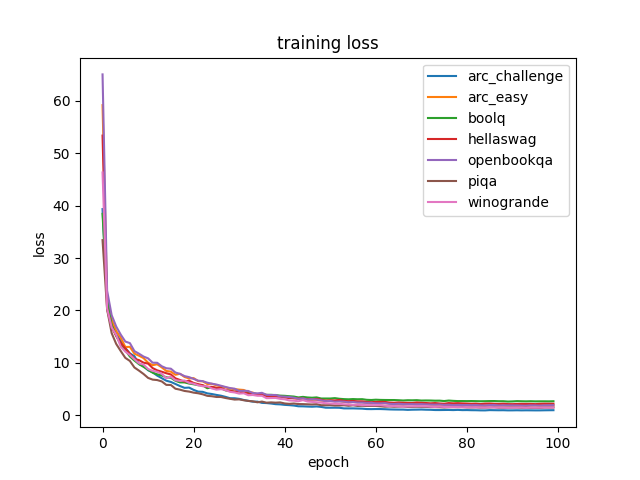 training loss
arc_challenge
arc_easy
boolq
hellaswag
openbookqa
piqa
winogrande
60
50
40
30
20
10
0
loss
0 20 40 60 80 100
epoch